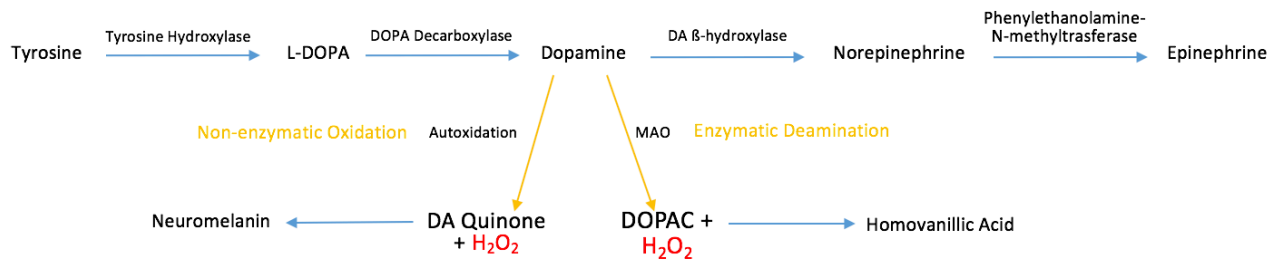 Phenylethanolamine-
N-methyltrasferase
Tyrosine Hydroxylase DOPA Decarboxylase DA ß-hydroxylase
Tyrosine L-DOPA Dopamine Norepinephrine Epinephrine
Non-enzymatic Oxidation Autoxidation MAO Enzymatic Deamination
Neuromelanin DA Quinone DOPAC + Homovanillic Acid
+ H₂O₂ H₂O₂